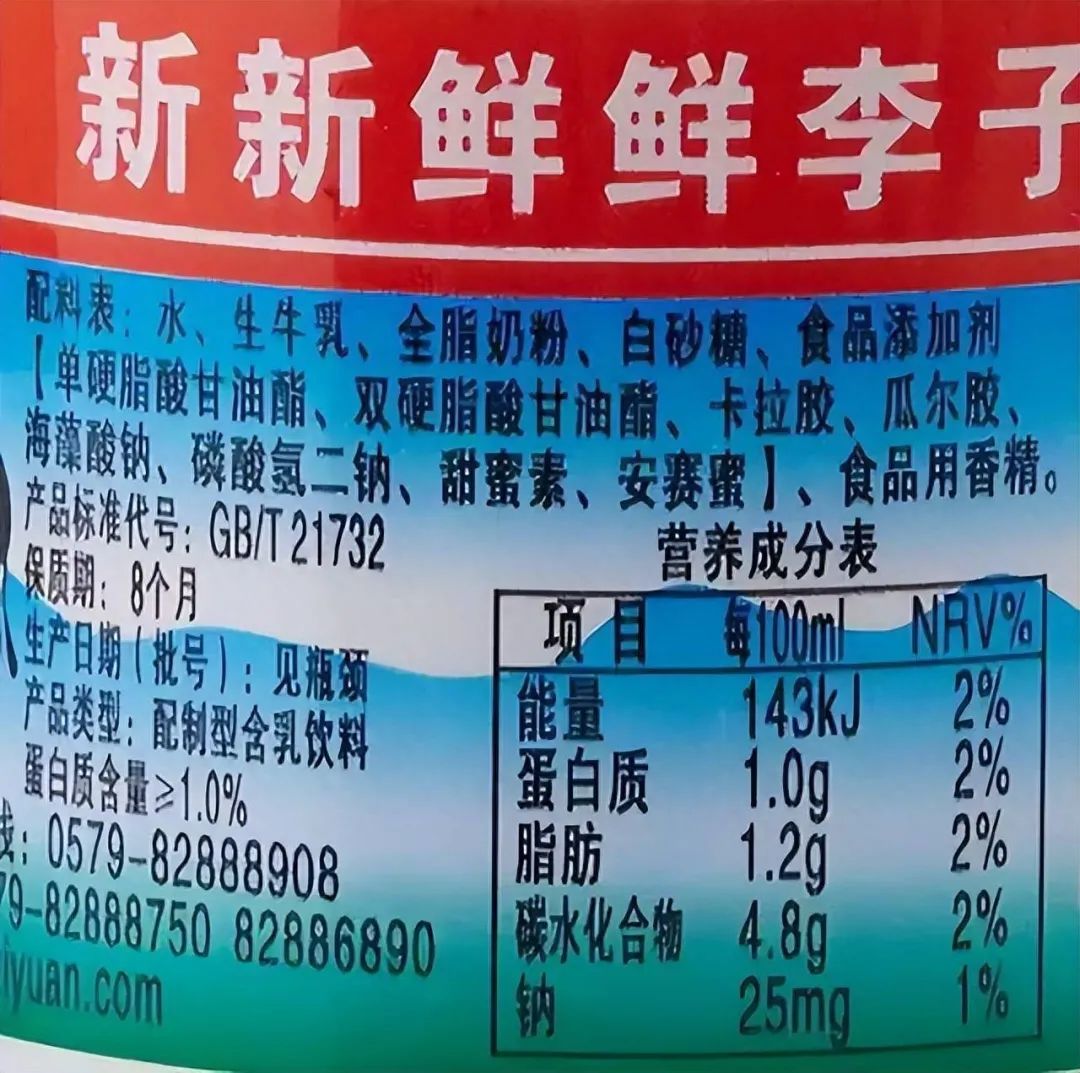 新新鲜鲜李子
配料表：水、生牛乳、全脂奶粉、白砂糖、食品添加剂
【单硬脂酸甘油酯、双硬脂酸甘油酯、卡拉胶、瓜尔胶、
海藻酸钠、磷酸氢二钠、甜蜜素、安赛蜜】、食品用香精。
产品标准代号：GB/T 21732
保质期：8个月
生产日期（批号）：见瓶颈
产品类型：配制型含乳饮料
蛋白质含量≥1.0%
线：0579-82888908
79-82888750 82886890
iyuan.com
营养成分表
项目 每100ml NRV%
能量 143kJ 2%
蛋白质 1.0g 2%
脂肪 1.2g 2%
碳水化合物 4.8g 2%
钠 25mg 1%